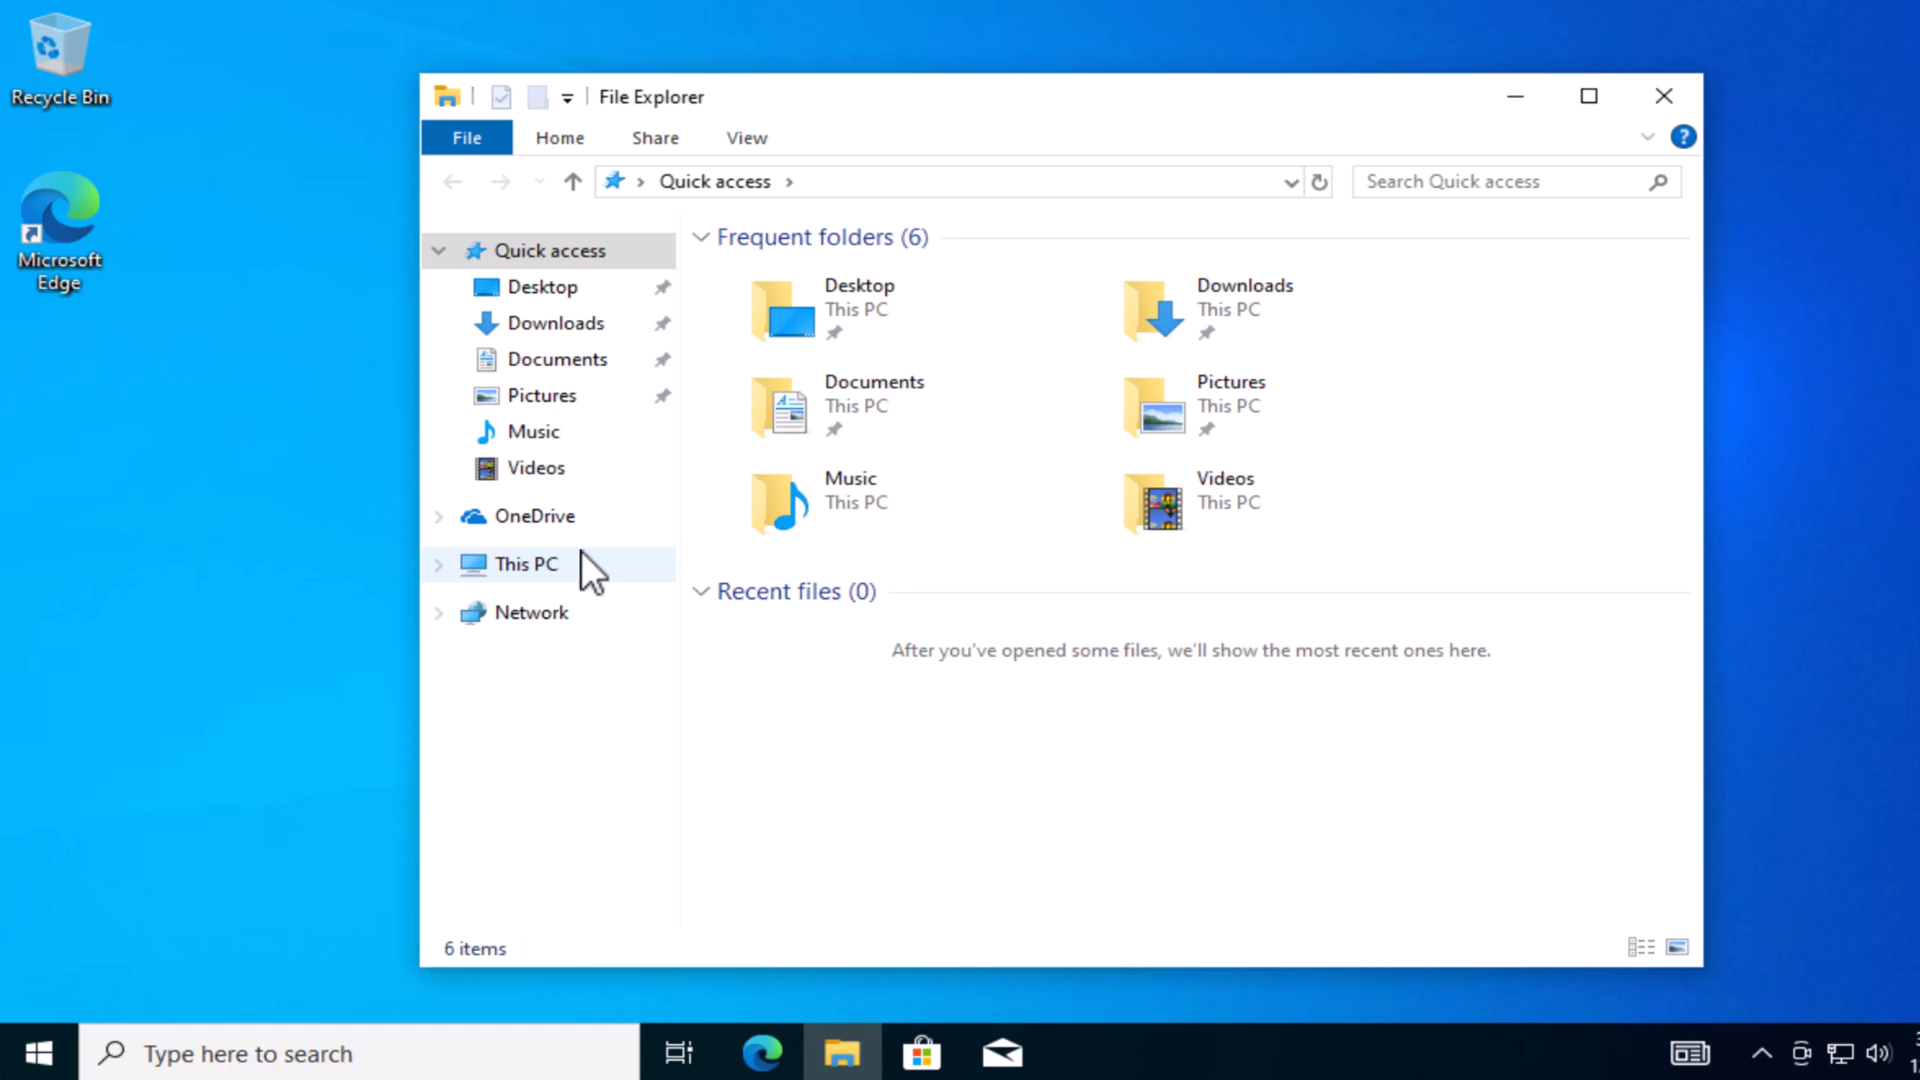 Recycle Bin
Microsoft
Edge
File Explorer
File
Home
Share
View
Quick access
Search Quick access
Quick access
Desktop
Downloads
Documents
Pictures
Music
Videos
OneDrive
This PC
Network
Frequent folders (6)
Desktop
This PC
Downloads
This PC
Documents
This PC
Pictures
This PC
Music
This PC
Videos
This PC
Recent files (0)
After you've opened some files, we'll show the most recent ones here.
6 items
Type here to search